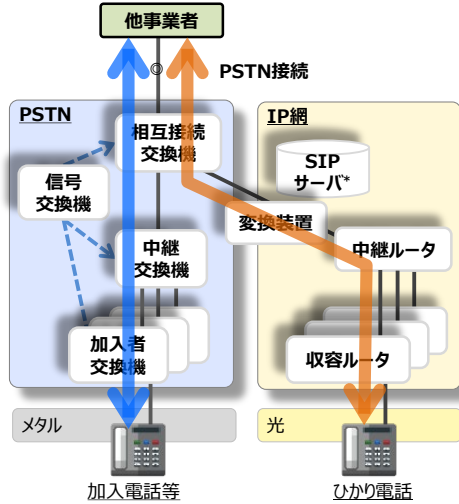 他事業者
◎
PSTN接続
PSTN
IP網
相互接続
交換機
SIP
サーバ*
信号
交換機
変換装置
中継
交換機
中継ルータ
加入者
交換機
収容ルータ
メタル
光
加入電話等
ひかり電話